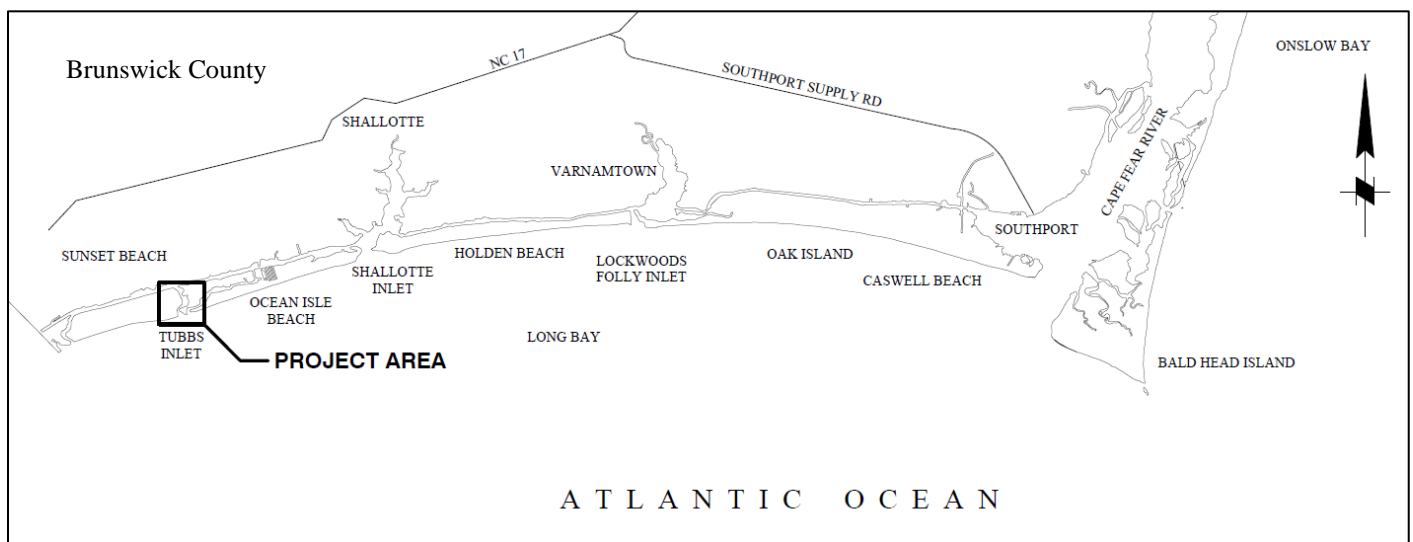 ONSLOW BAY
Brunswick County
NC 17
SOUTHPORT SUPPLY RD
SHALLOTTE
CAPE FEAR RIVER
VARNAMTOWN
SOUTHPORT
SUNSET BEACH
HOLDEN BEACH
LOCKWOODS
FOLLY INLET
OAK ISLAND
SHALLOTTE
INLET
CASWELL BEACH
OCEAN ISLE
BEACH
TUBBS
INLET
LONG BAY
PROJECT AREA
BALD HEAD ISLAND
ATLANTIC OCEAN